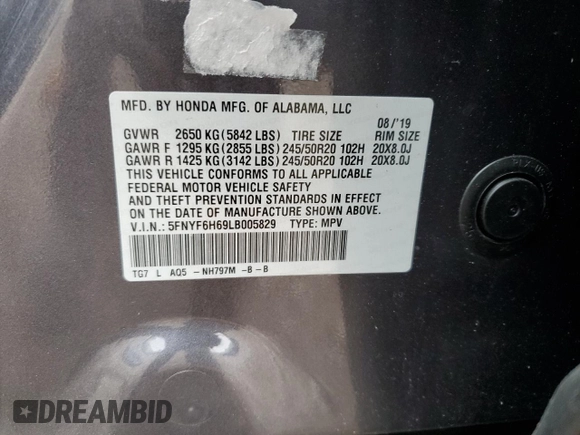 MFD. BY HONDA MFG. OF ALABAMA, LLC
08/'19
GVWR 2650 KG(5842 LBS) TIRE SIZE RIM SIZE
GAWR F 1295 KG(2855 LBS)245/50R20 102H 20X8.0J
GAWR R 1425 KG(3142 LBS)245/50R20 102H 20X8.0J
THIS VEHICLE CONFORMS TO ALL APPLICABLE
FEDERAL MOTOR VEHICLE SAFETY
AND THEFT PREVENTION STANDARDS IN EFFECT
ON THE DATE OF MANUFACTURE SHOWN ABOVE.
V.I.N.: 5FNYF6H69LB005829 TYPE: MPV
TG7 L AQ5 -NH797M -B -B
DREAMBID